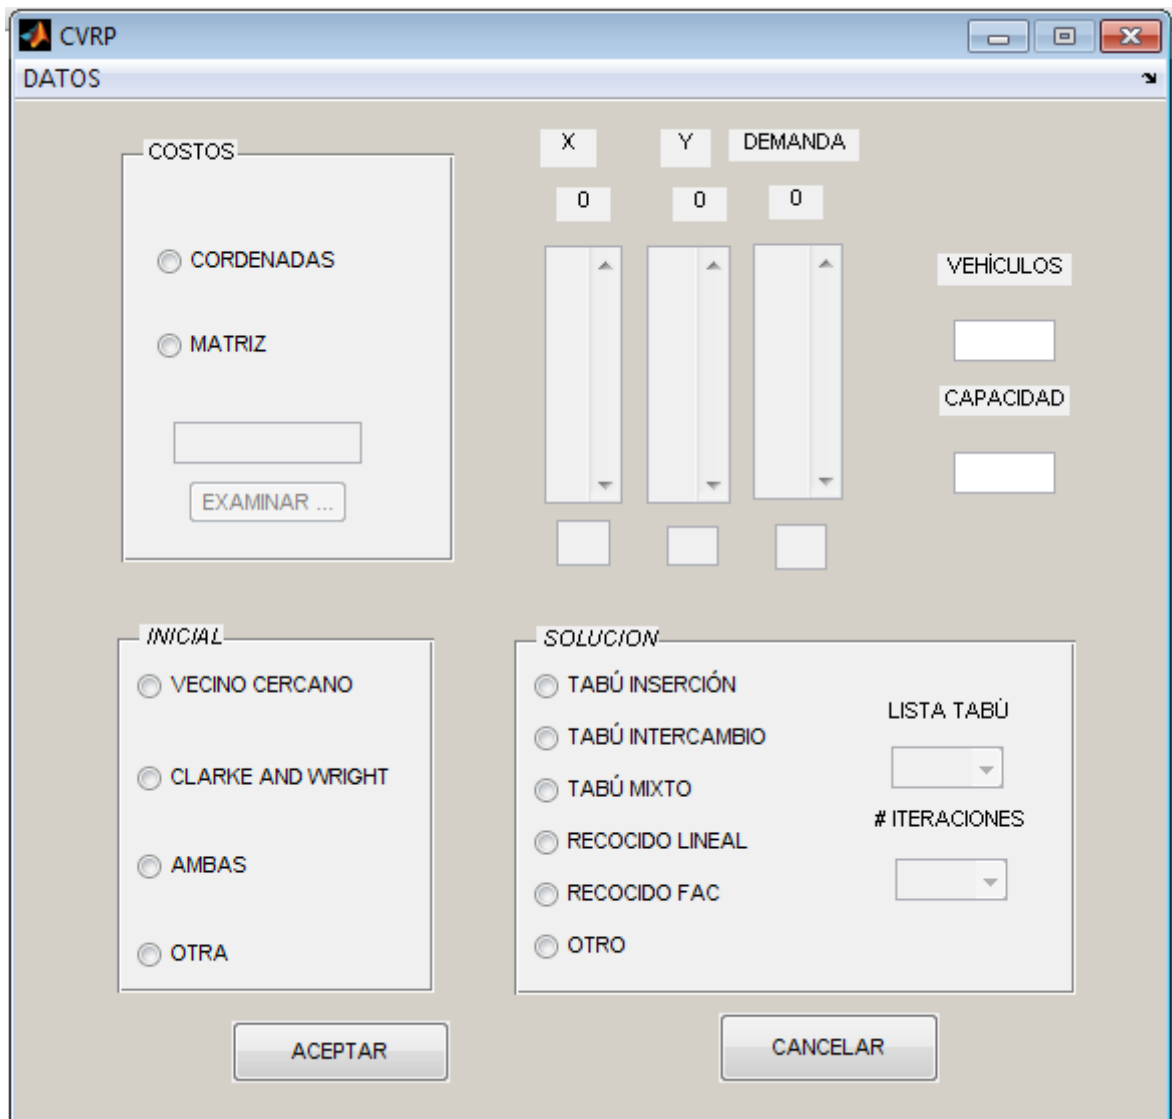 CVRP
DATOS
COSTOS
CORDENADAS
MATRIZ
EXAMINAR ...
X Y DEMANDA
0 0 0
VEHÍCULOS
CAPACIDAD
INICIAL
VECINO CERCANO
CLARKE AND WRIGHT
AMBAS
OTRA
SOLUCION
TABÚ INSERCIÓN
TABÚ INTERCAMBIO
TABÚ MIXTO
RECOCIDO LINEAL
RECOCIDO FAC
OTRO
LISTA TABÚ
# ITERACIONES
ACEPTAR
CANCELAR